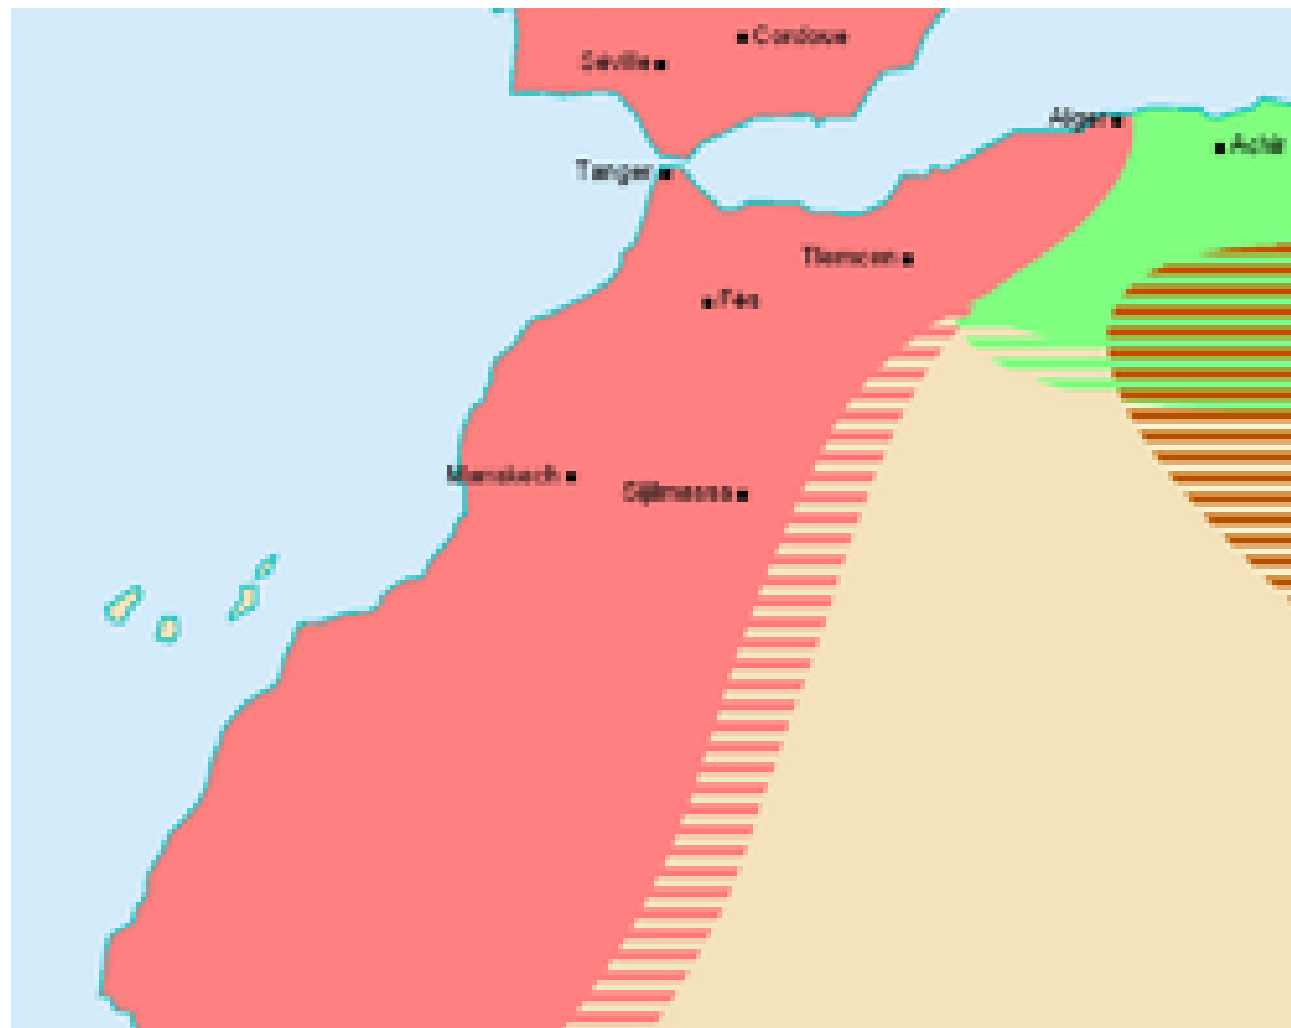 Cordoue
Séville
Alger
Achir
Tanger
Tlemcen
Fès
Marrakech
Sijilmassa